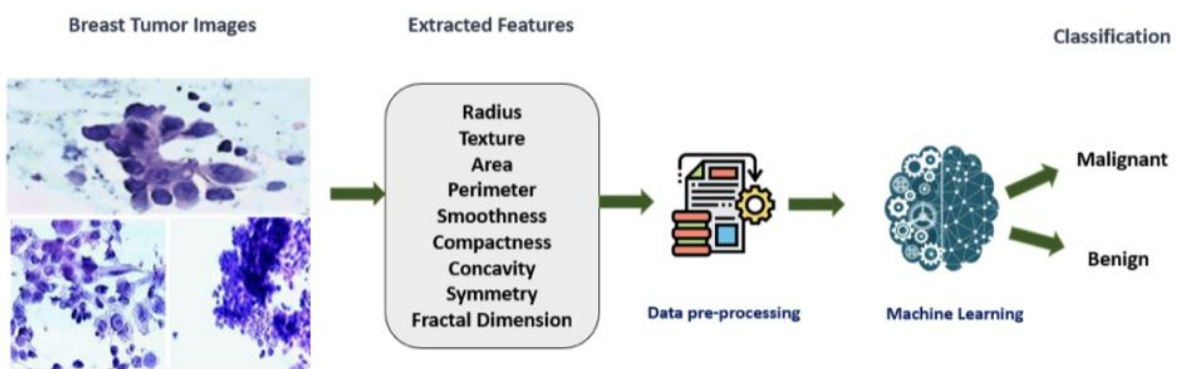 Breast Tumor Images
Extracted Features
Classification
Radius
Texture
Area
Perimeter
Smoothness
Compactness
Concavity
Symmetry
Fractal Dimension
Data pre-processing
Machine Learning
Malignant
Benign